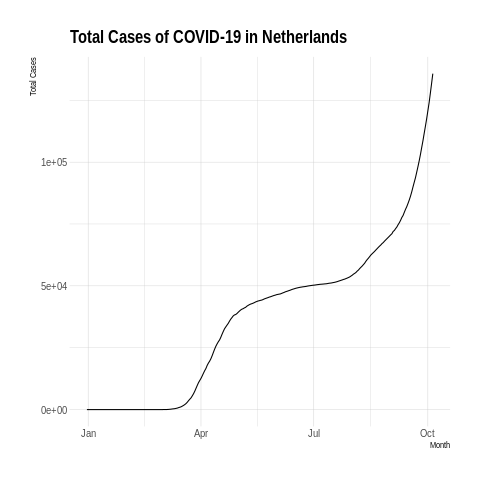 Total Cases of COVID-19 in Netherlands
Total Cases
1e+05
5e+04
0e+00
Jan Apr Jul Oct
Month